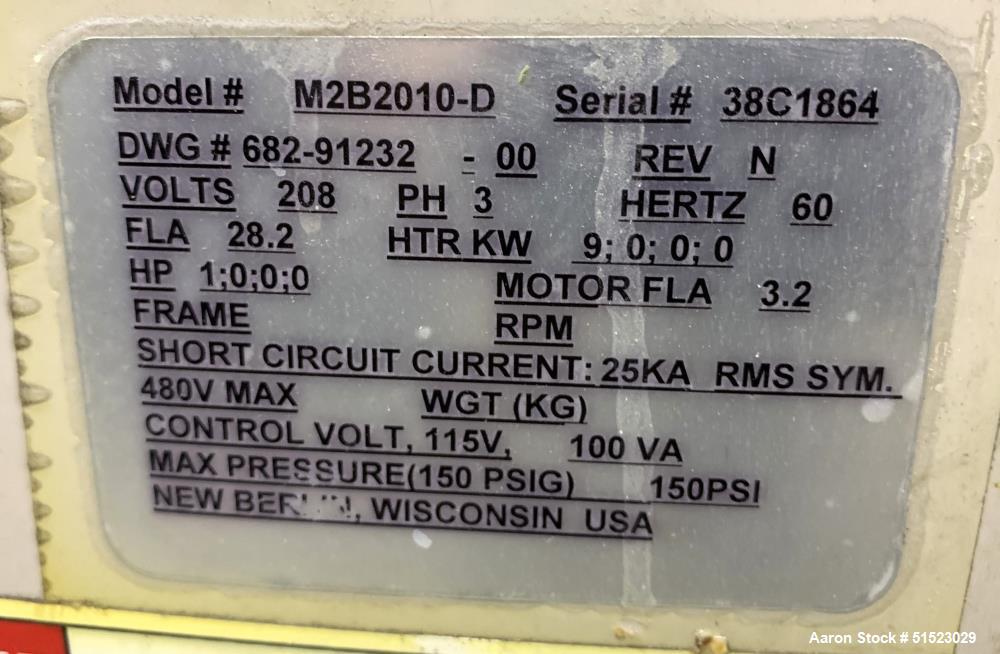 Model # M2B2010-D Serial # 38C1864
DWG # 682-91232 - 00 REV N
VOLTS 208 PH 3 HERTZ 60
FLA 28.2 HTR KW 9; 0; 0; 0
HP 1;0;0;0 MOTOR FLA 3.2
FRAME RPM
SHORT CIRCUIT CURRENT: 25KA RMS SYM.
480V MAX WGT (KG)
CONTROL VOLT, 115V, 100 VA
MAX PRESSURE(150 PSIG) 150PSI
NEW WISCONSIN USA
Aaron Stock # 51523029